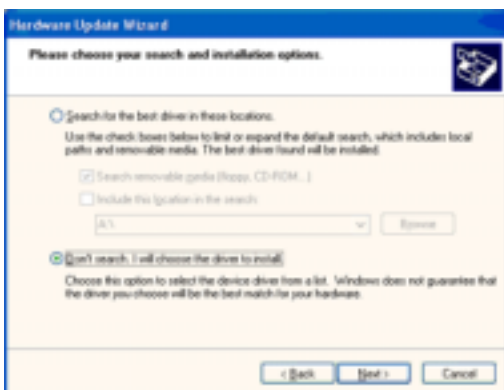 Hardware Update Wizard
Please choose your search and installation options.
Search for the best driver in these locations.
Use the check boxes below to limit or expand the default search, which includes local
paths and removable media. The best driver found will be installed.
Search removable media (floppy, CD-ROM...)
Include this location in the search:
A:\
Browse
Don't search. I will choose the driver to install.
Choose this option to select the device driver from a list. Windows does not guarantee that
the driver you choose will be the best match for your hardware.
< Back Next > Cancel